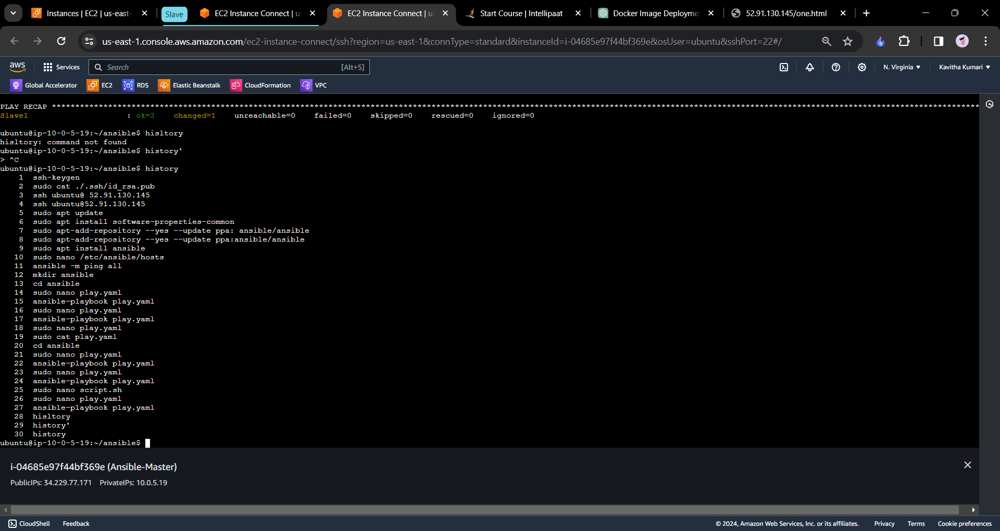 Instances | EC2 | us-east-
Slave
EC2 Instance Connect | us
EC2 Instance Connect | us
Start Course | Intellipaat
Docker Image Deployme
52.91.130.145/one.html
us-east-1.console.aws.amazon.com/ec2-instance-connect/ssh?region=us-east-1&connType=standard&instanceId=i-04685e97f44bf369e&osUser=ubuntu&sshPort=22#/
aws
Services
Search
[Alt+S]
N. Virginia
Kavitha Kumari
Global Accelerator
EC2
RDS
Elastic Beanstalk
CloudFormation
VPC
PLAY RECAP
Slave1 : ok=3 changed=1 unreachable=0 failed=0 skipped=0 rescued=0 ignored=0
ubuntu@ip-10-0-5-19:~/ansible$ hisltory
hisltory: command not found
ubuntu@ip-10-0-5-19:~/ansible$ history'
> ^C
ubuntu@ip-10-0-5-19:~/ansible$ history
1 ssh-keygen
2 sudo cat ./.ssh/id_rsa.pub
3 ssh ubuntu@ 52.91.130.145
4 ssh ubuntu@52.91.130.145
5 sudo apt update
6 sudo apt install software-properties-common
7 sudo apt-add-repository --yes --update ppa: ansible/ansible
8 sudo apt-add-repository --yes --update ppa:ansible/ansible
9 sudo apt install ansible
10 sudo nano /etc/ansible/hosts
11 ansible -m ping all
12 mkdir ansible
13 cd ansible
14 sudo nano play.yaml
15 ansible-playbook play.yaml
16 sudo nano play.yaml
17 ansible-playbook play.yaml
18 sudo nano play.yaml
19 sudo cat play.yaml
20 cd ansible
21 sudo nano play.yaml
22 ansible-playbook play.yaml
23 sudo nano play.yaml
24 ansible-playbook play.yaml
25 sudo nano script.sh
26 sudo nano play.yaml
27 ansible-playbook play.yaml
28 hisltory
29 history'
30 history
ubuntu@ip-10-0-5-19:~/ansible$
i-04685e97f44bf369e (Ansible-Master)
PublicIPs: 34.229.77.171 PrivateIPs: 10.0.5.19
CloudShell
Feedback
© 2024, Amazon Web Services, Inc. or its affiliates.
Privacy
Terms
Cookie preferences